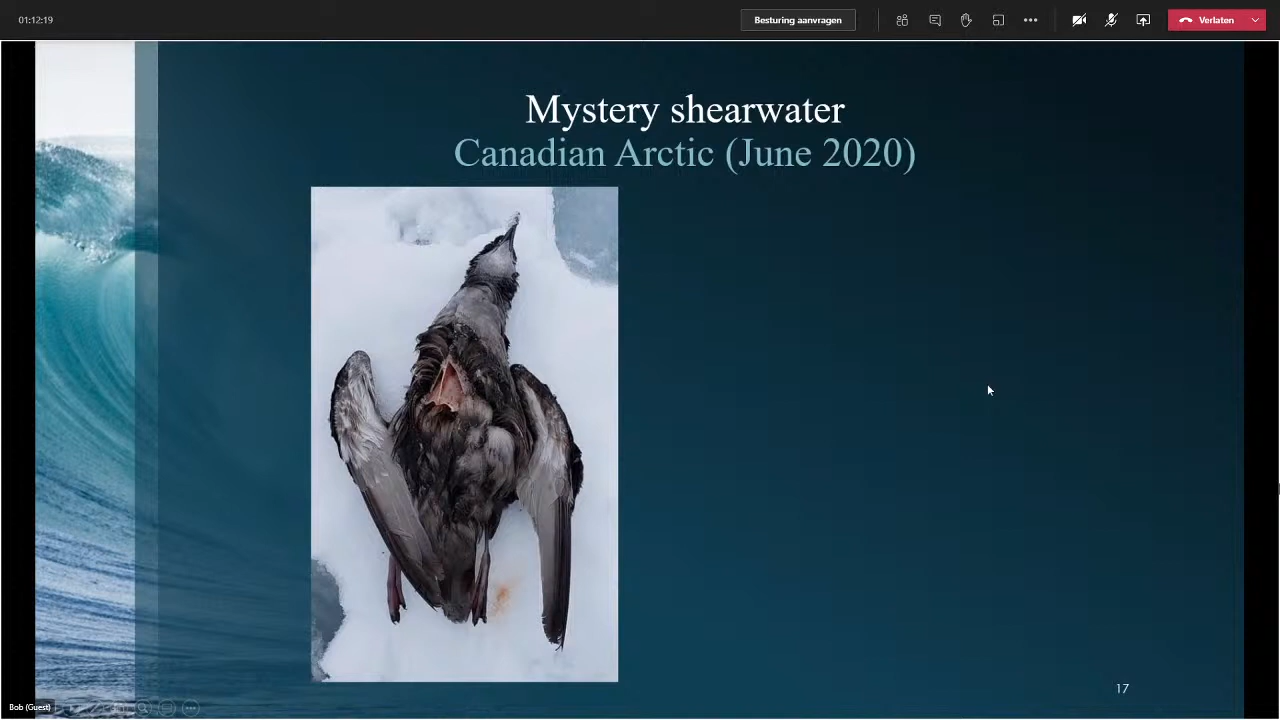 01:12:19
Besturing aanvragen
Verlaten
Mystery shearwater
Canadian Arctic (June 2020)
17
Bob (Guest)